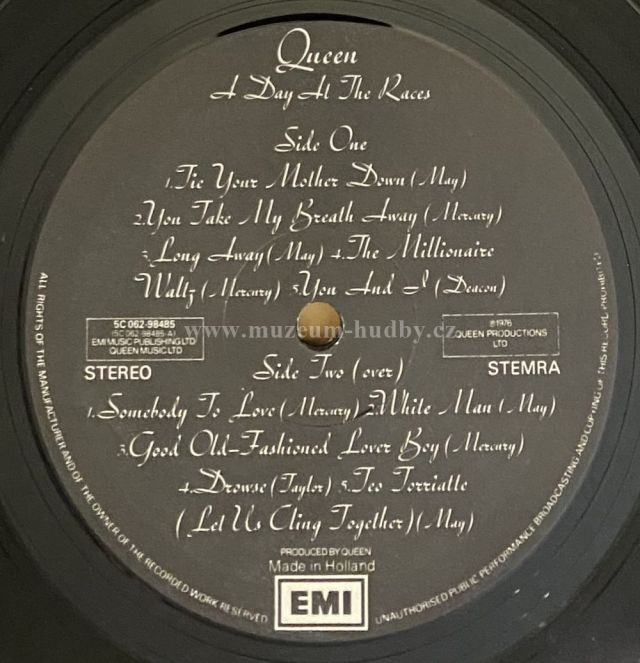 Queen
A Day At The Races
Side One
1. Tie Your Mother Down (May)
2. You Take My Breath Away (Mercury)
3. Long Away (May) 4. The Millionaire
Waltz (Mercury) 5. You And I (Deacon)
5C 062-98485
(5C 062-98485-A)
EMI MUSIC PUBLISHING LTD
QUEEN MUSIC LTD
www.muzeum-hudby.cz
℗1976
QUEEN PRODUCTIONS
LTD
STEREO
Side Two (over)
STEMRA
1. Somebody To Love (Mercury) 2. White Man (May)
3. Good Old-Fashioned Lover Boy (Mercury)
4. Drowse (Taylor) 5. Teo Torriatte
(Let Us Cling Together) (May)
PRODUCED BY QUEEN
Made in Holland
EMI
ALL RIGHTS OF THE MANUFACTURER AND OF THE OWNER OF THE RECORDED WORK RESERVED
UNAUTHORISED PUBLIC PERFORMANCE BROADCASTING AND COPYING OF THIS RECORD PROHIBITED